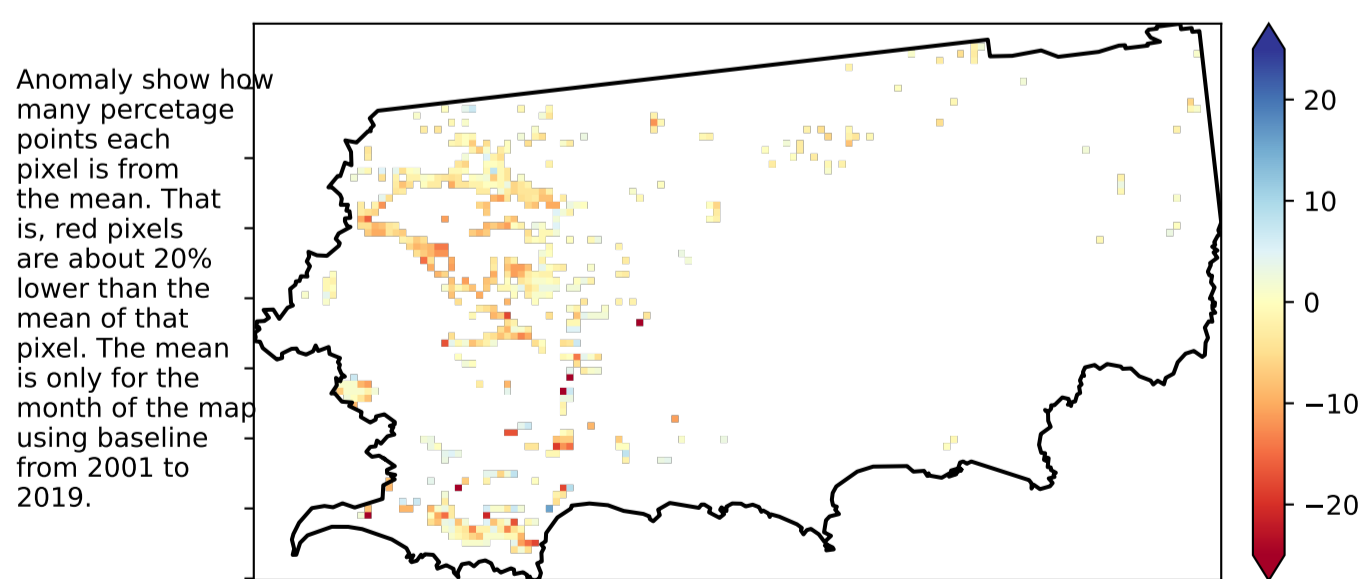 Anomaly show how
many percetage
points each
pixel is from
the mean. That
is, red pixels
are about 20%
lower than the
mean of that
pixel. The mean
is only for the
month of the map
using baseline
from 2001 to
2019.
20
10
0
−10
−20